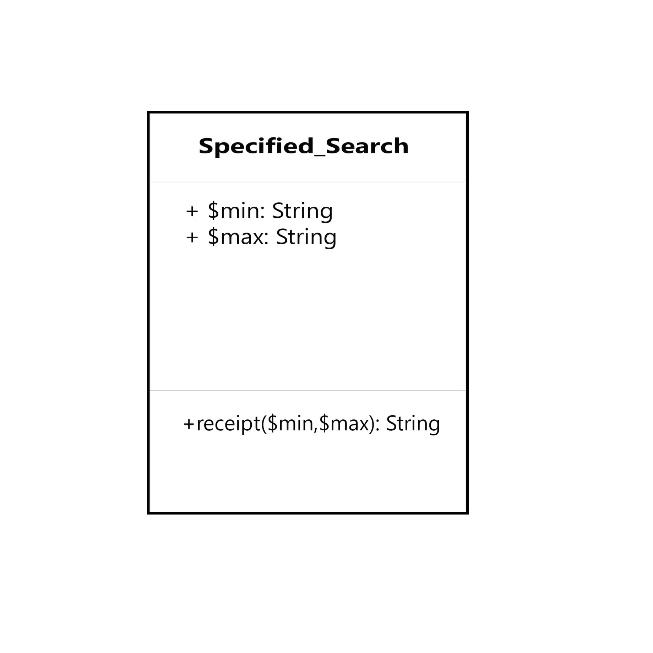 Specified_Search
+ $min: String
+ $max: String
+receipt($min,$max): String